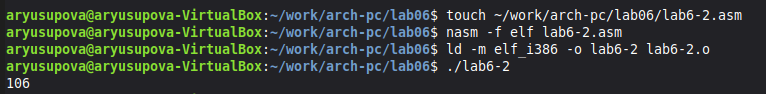 aryusupova@aryusupova-VirtualBox:~/work/arch-pc/lab06$ touch ~/work/arch-pc/lab06/lab6-2.asm
aryusupova@aryusupova-VirtualBox:~/work/arch-pc/lab06$ nasm -f elf lab6-2.asm
aryusupova@aryusupova-VirtualBox:~/work/arch-pc/lab06$ ld -m elf_i386 -o lab6-2 lab6-2.o
aryusupova@aryusupova-VirtualBox:~/work/arch-pc/lab06$ ./lab6-2
106